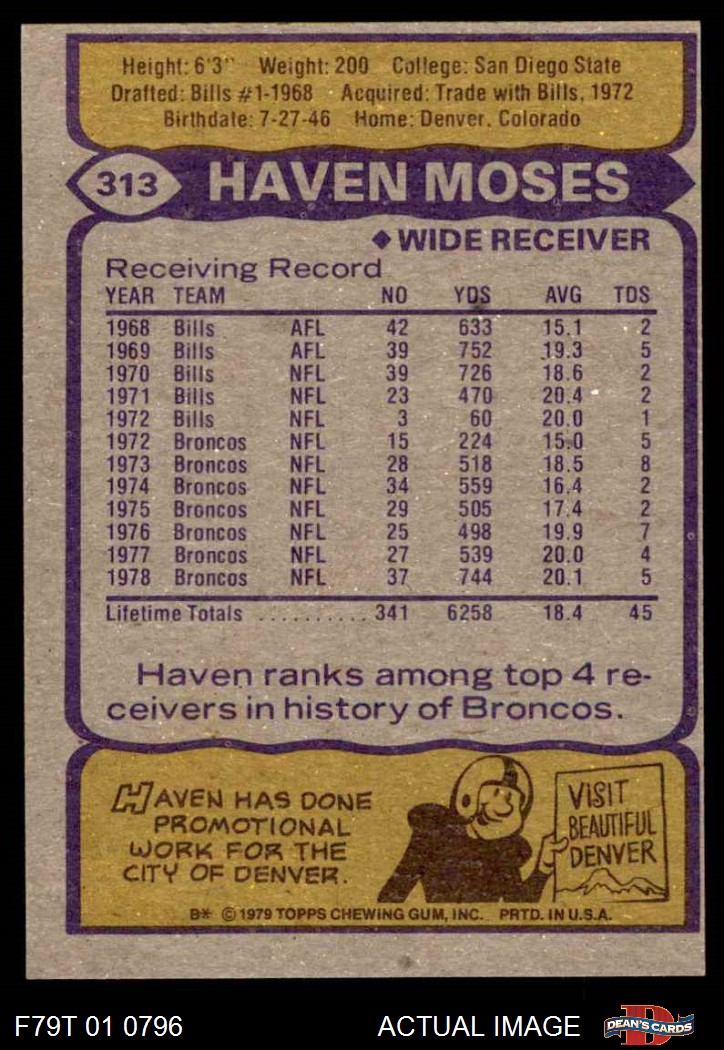 Height: 6'3" Weight: 200 College: San Diego State
Drafted: Bills #1-1968 Acquired: Trade with Bills, 1972
Birthdate: 7-27-46 Home: Denver, Colorado
313 HAVEN MOSES
◆ WIDE RECEIVER
Receiving Record
YEAR TEAM NO YDS AVG TDS
1968 Bills AFL 42 633 15.1 2
1969 Bills AFL 39 752 19.3 5
1970 Bills NFL 39 726 18.6 2
1971 Bills NFL 23 470 20.4 2
1972 Bills NFL 3 60 20.0 1
1972 Broncos NFL 15 224 15.0 5
1973 Broncos NFL 28 518 18.5 8
1974 Broncos NFL 34 559 16.4 2
1975 Broncos NFL 29 505 17.4 2
1976 Broncos NFL 25 498 19.9 7
1977 Broncos NFL 27 539 20.0 4
1978 Broncos NFL 37 744 20.1 5
Lifetime Totals .......... 341 6258 18.4 45
Haven ranks among top 4 re-
ceivers in history of Broncos.
HAVEN HAS DONE
PROMOTIONAL
WORK FOR THE
CITY OF DENVER.
VISIT
BEAUTIFUL
DENVER
B* © 1979 TOPPS CHEWING GUM, INC. PRTD. IN U.S.A.
F79T 01 0796 ACTUAL IMAGE D DEAN'S CARDS